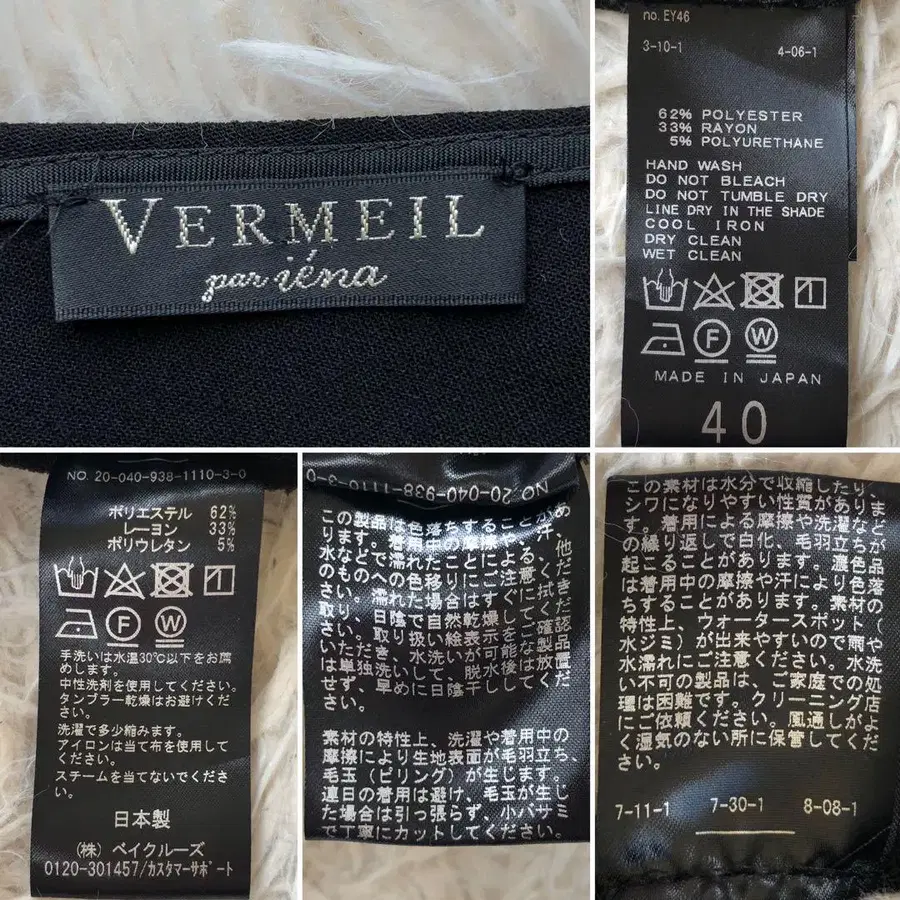 VERMEIL
par iéna
no. EY46
3-10-1 4-06-1
62% POLYESTER
33% RAYON
5% POLYURETHANE
HAND WASH
DO NOT BLEACH
DO NOT TUMBLE DRY
LINE DRY IN THE SHADE
COOL IRON
DRY CLEAN
WET CLEAN
F W
MADE IN JAPAN
40
NO. 20-040-938-1110-3-0
ポリエステル 62%
レーヨン 33%
ポリウレタン 5%
F W
手洗いは水温30℃以下をお薦
めします。
中性洗剤を使用してください。
タンブラー乾燥はお避けくださ
い。
洗濯で多少縮みます。
アイロンは当て布を使用して
ください。
スチームを当てないでくださ
い。
日本製
(株) ベイクルーズ
0120-301457/カスタマーサポート
NO. 20-040-938-1110-3-0
この製品は色落ちすることがあ
ります。着用中の摩擦や汗、
水などで濡れたことによる、他
のものへの色移りにご注意くだ
さい。濡れた場合はすぐに拭き
取り、日陰で自然乾燥してく
ださい。取り扱い絵表示をご確認
いただき、水洗いが可能な製品
は単独洗いして、脱水後は放置
せず、早めに日陰干ししてくだ
さい。
素材の特性上、洗濯や着用中の
摩擦により生地表面が毛羽立ち、
毛玉(ピリング)が生じます。
連日の着用は避け、毛玉が生じ
た場合は引っ張らず、小バサミ
で丁寧にカットしてください。
この素材は水分で収縮したり、
シワになりやすい性質がありま
す。着用による摩擦や洗濯など
の繰り返しで白化、毛羽立ちが
起こることがあります。濃色品
は着用中の摩擦や汗により色落
ちすることがあります。素材の
特性上、ウォータースポット(
水ジミ)が出来やすいので雨や
水濡れにご注意ください。水洗
い不可の製品は、ご家庭での処
理は困難です。クリーニング店
にご依頼ください。風通しがよ
く湿気のない所に保管してくだ
さい。
7-11-1 7-30-1 8-08-1